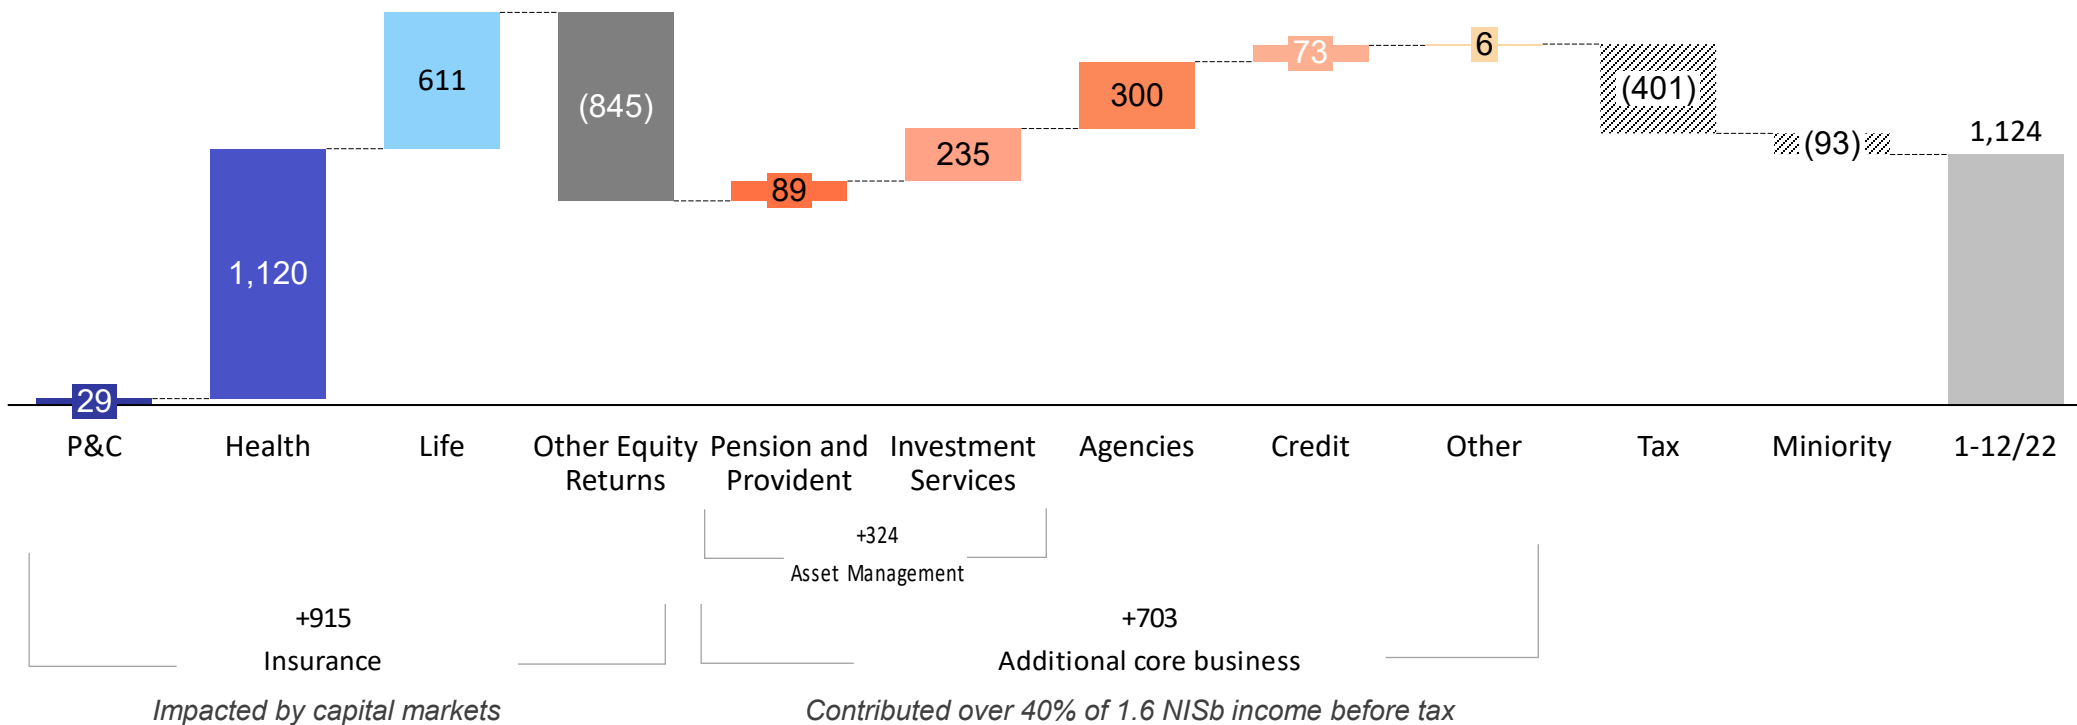 29
1,120
611
(845)
89
235
300
73
6
(401)
(93)
1,124
P&C
Health
Life
Other Equity
Returns
Pension and
Provident
Investment
Services
Agencies
Credit
Other
Tax
Miniority
1-12/22
+324
Asset Management
+915
Insurance
+703
Additional core business
Impacted by capital markets
Contributed over 40% of 1.6 NISb income before tax